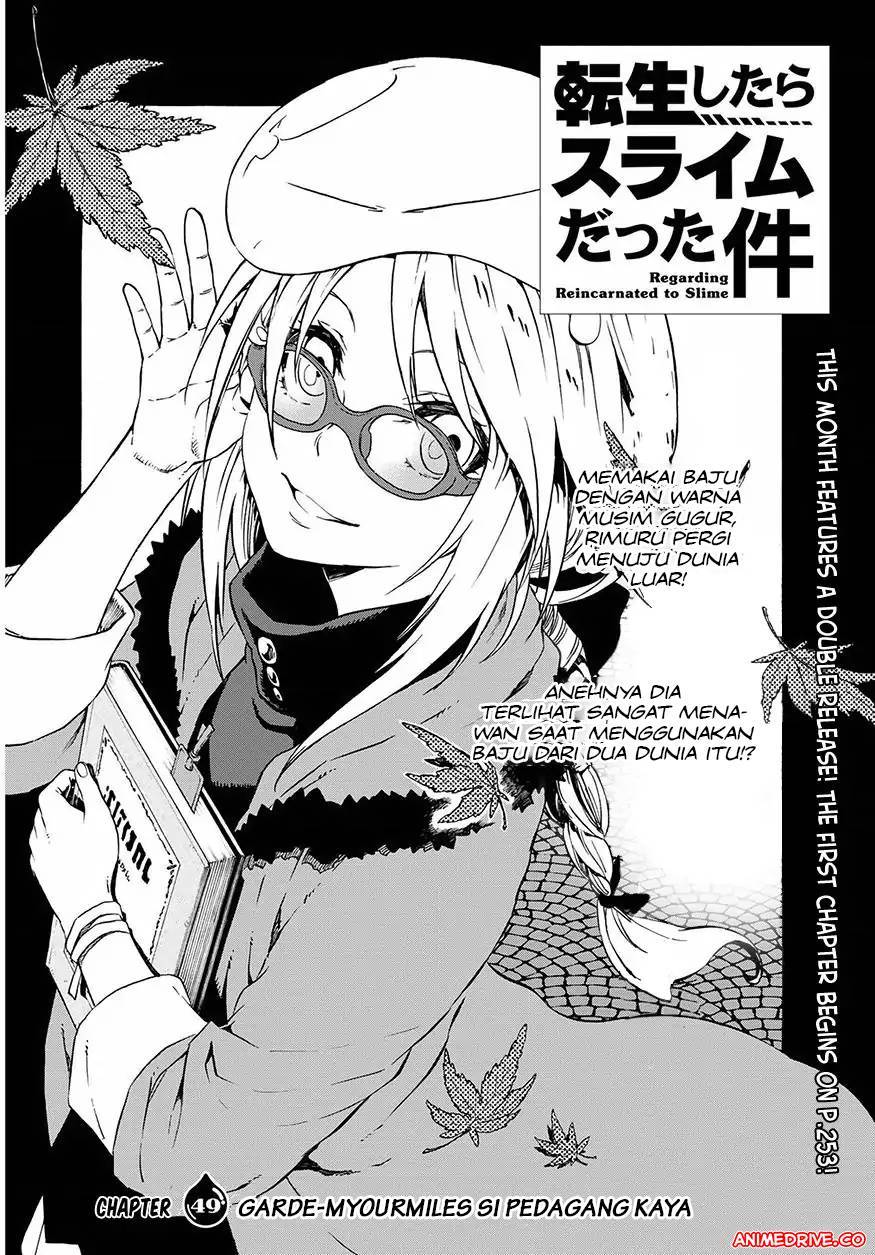 転生したら
スライム
だった件
Regarding
Reincarnated to Slime
THIS MONTH FEATURES A DOUBLE RELEASE! THE FIRST CHAPTER BEGINS ON P.253!
MEMAKAI BAJU
DENGAN WARNA
MUSIM GUGUR,
RIMURU PERGI
MENUJU DUNIA
LUAR!
ANEHNYA DIA
TERLIHAT SANGAT MENA-
WAN SAAT MENGGUNAKAN
BAJU DARI DUA DUNIA ITU!?
CHAPTER 49 GARDE-MYOURMILES SI PEDAGANG KAYA
ANIMEDRIVE.CO